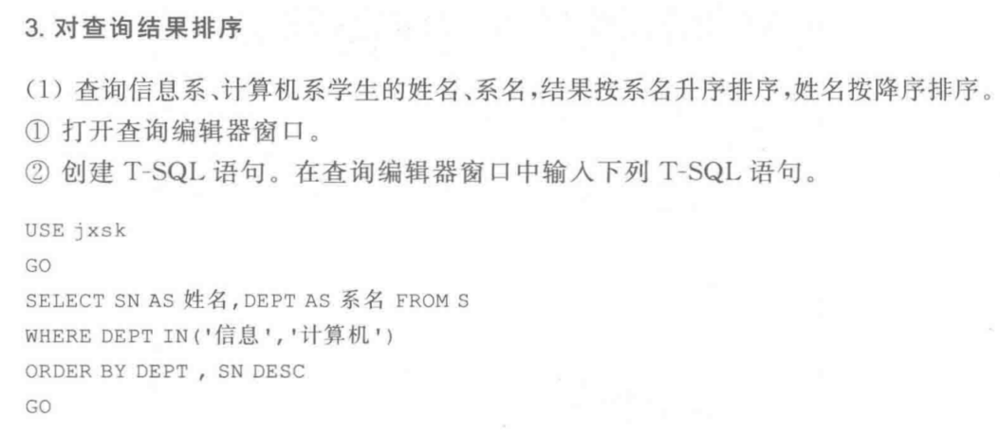 3. 对查询结果排序
（1）查询信息系、计算机系学生的姓名、系名,结果按系名升序排序,姓名按降序排序。
① 打开查询编辑器窗口。
② 创建 T-SQL 语句。在查询编辑器窗口中输入下列 T-SQL 语句。
USE jxsk
GO
SELECT SN AS 姓名,DEPT AS 系名 FROM S
WHERE DEPT IN('信息','计算机')
ORDER BY DEPT , SN DESC
GO